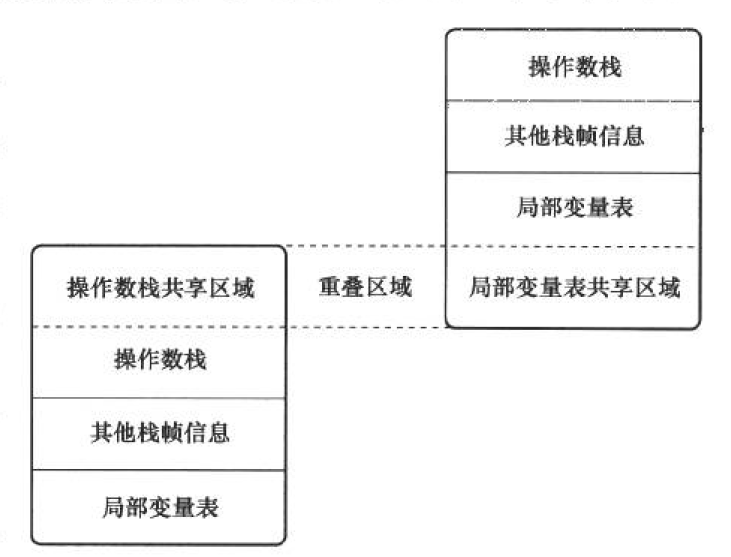 操作数栈
其他栈帧信息
局部变量表
操作数栈共享区域
重叠区域
局部变量表共享区域
操作数栈
其他栈帧信息
局部变量表